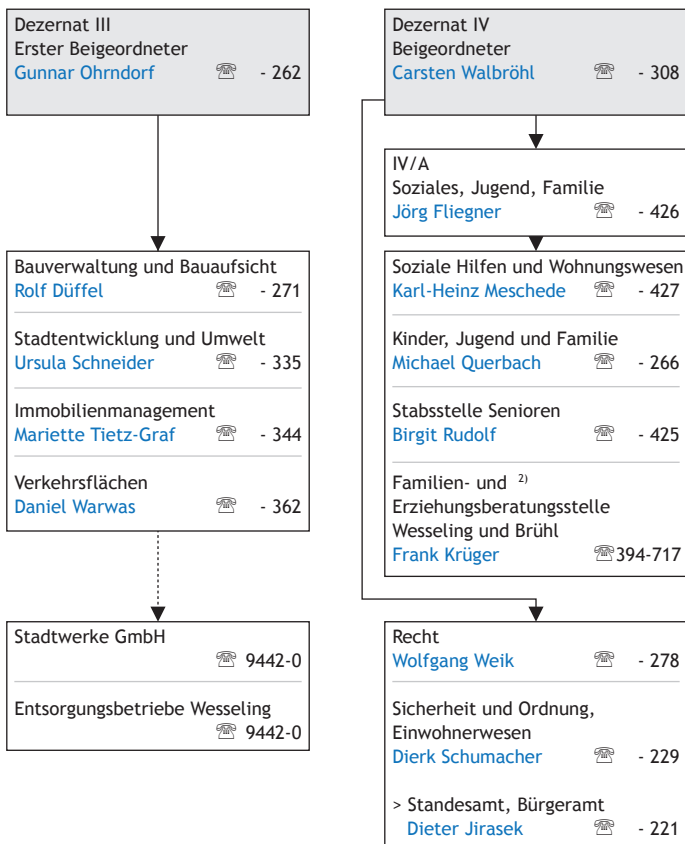 Dezernat III
Erster Beigeordneter
Gunnar Ohrndorf ☏ - 262
Bauverwaltung und Bauaufsicht
Rolf Düffel ☏ - 271
Stadtentwicklung und Umwelt
Ursula Schneider ☏ - 335
Immobilienmanagement
Mariette Tietz-Graf ☏ - 344
Verkehrsflächen
Daniel Warwas ☏ - 362
Stadtwerke GmbH
☏ 9442-0
Entsorgungsbetriebe Wesseling
☏ 9442-0
Dezernat IV
Beigeordneter
Carsten Walbröhl ☏ - 308
IV/A
Soziales, Jugend, Familie
Jörg Fliegner ☏ - 426
Soziale Hilfen und Wohnungswesen
Karl-Heinz Meschede ☏ - 427
Kinder, Jugend und Familie
Michael Querbach ☏ - 266
Stabsstelle Senioren
Birgit Rudolf ☏ - 425
Familien- und 2)
Erziehungsberatungsstelle
Wesseling und Brühl
Frank Krüger ☏394-717
Recht
Wolfgang Weik ☏ - 278
Sicherheit und Ordnung,
Einwohnerwesen
Dierk Schumacher ☏ - 229
> Standesamt, Bürgeramt
Dieter Jirasek ☏ - 221